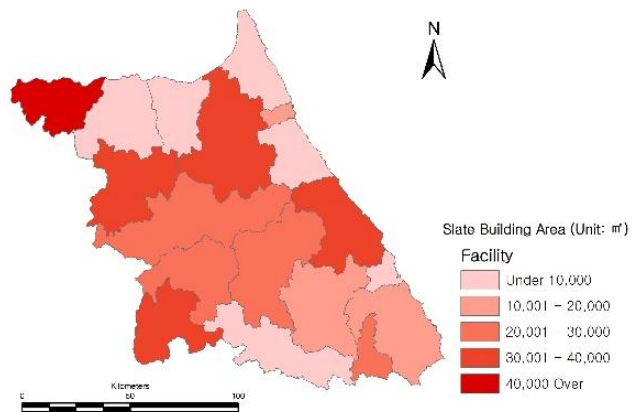 N
Slate Building Area (Unit: ㎡)
Facility
Under 10,000
10,001 - 20,000
20,001 - 30,000
30,001 - 40,000
40,000 Over
Kilometers
0 50 100